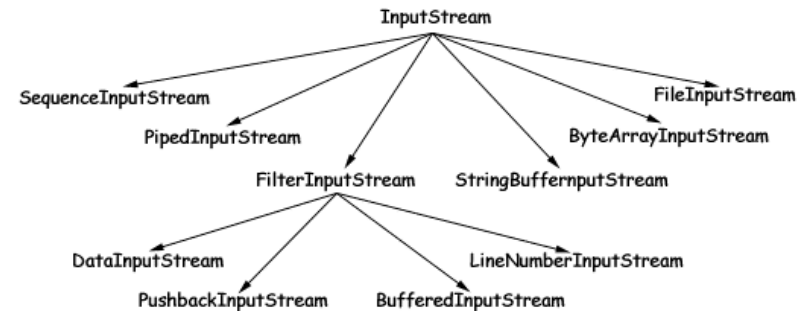 InputStream
SequenceInputStream
FileInputStream
PipedInputStream
ByteArrayInputStream
FilterInputStream
StringBuffernputStream
DataInputStream
LineNumberInputStream
PushbackInputStream
BufferedInputStream